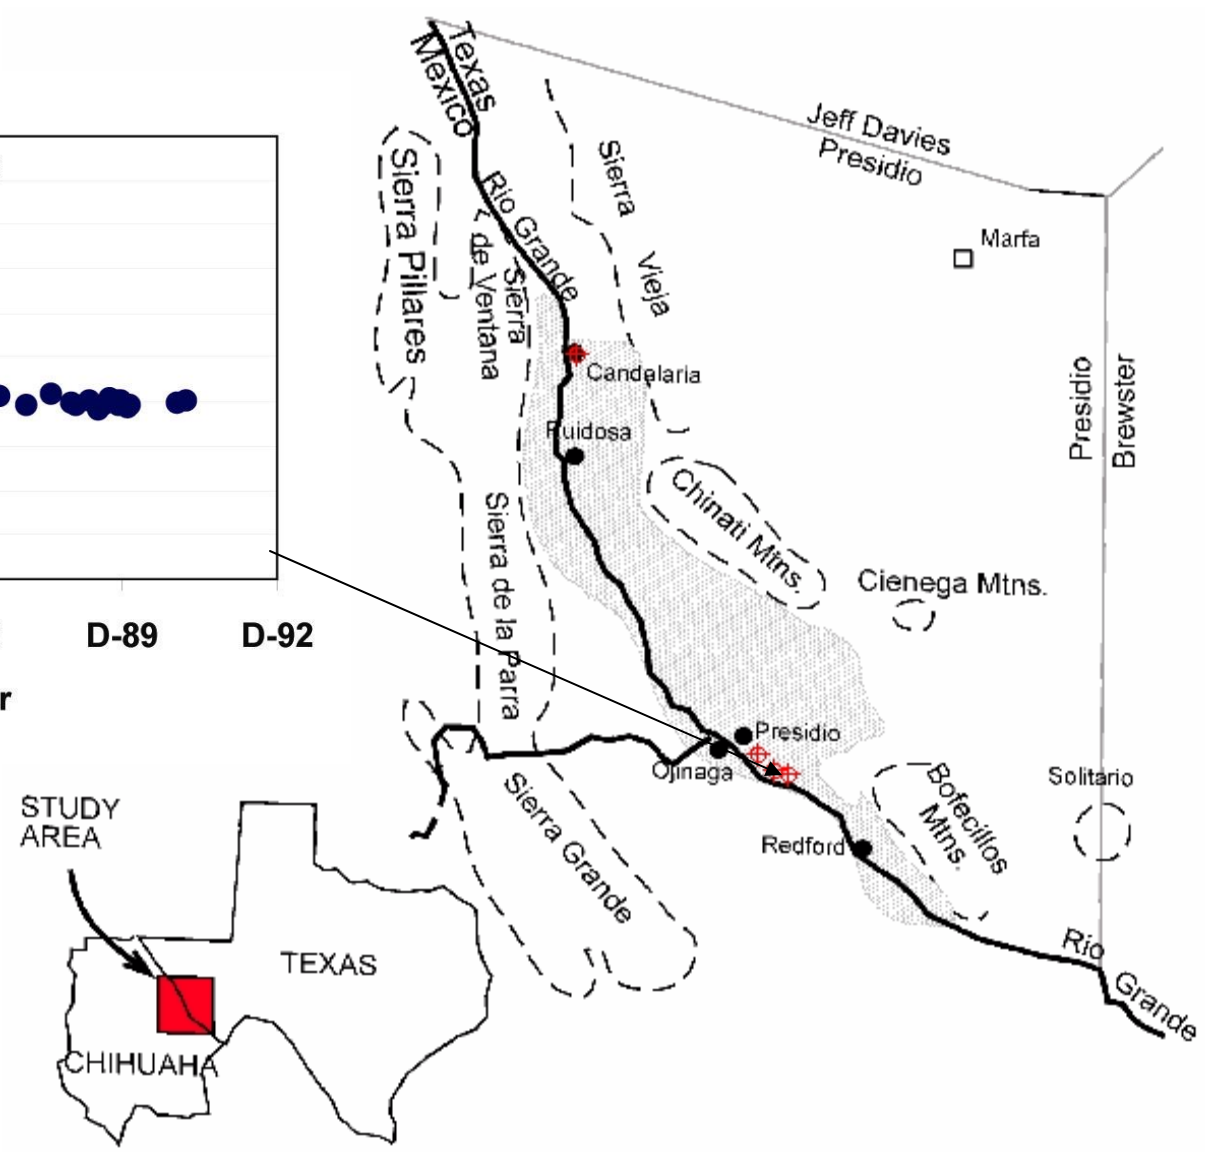 Texas
Mexico
Jeff Davies
Presidio
Sierra
Vieja
Sierra Pillares
Rio Grande
Sierra
de Ventana
Marfa
Candelaria
Ruidosa
Presidio
Brewster
Chinati Mtns.
Cienega Mtns.
Sierra de la Parra
D-89
D-92
r
Presidio
Ojinaga
Bofecillos
Mtns.
Solitario
Redford
Sierra Grande
Rio
Grande
STUDY
AREA
TEXAS
CHIHUAHA